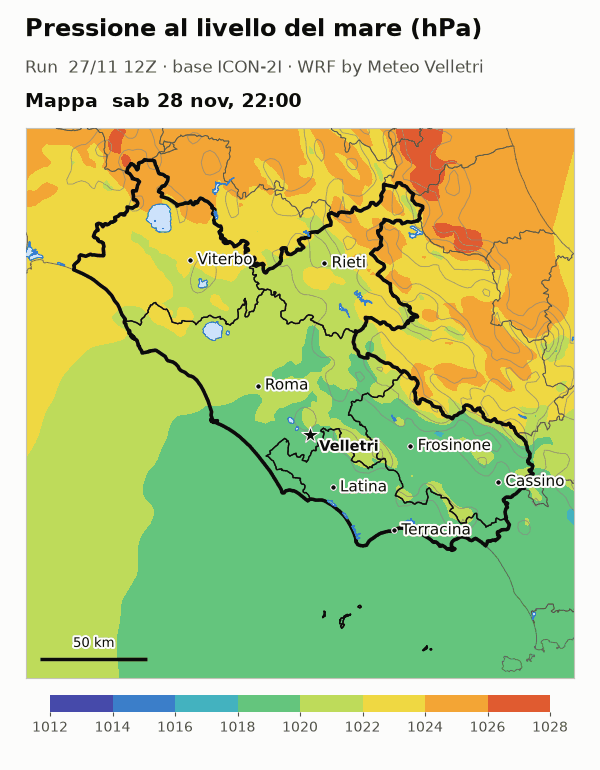 Pressione al livello del mare (hPa)
Run  27/11 12Z · base ICON-2I · WRF by Meteo Velletri
Mappa  sab 28 nov, 22:00
Viterbo
Rieti
Roma
Velletri
Frosinone
Latina
Cassino
Terracina
50 km
1012 1014 1016 1018 1020 1022 1024 1026 1028